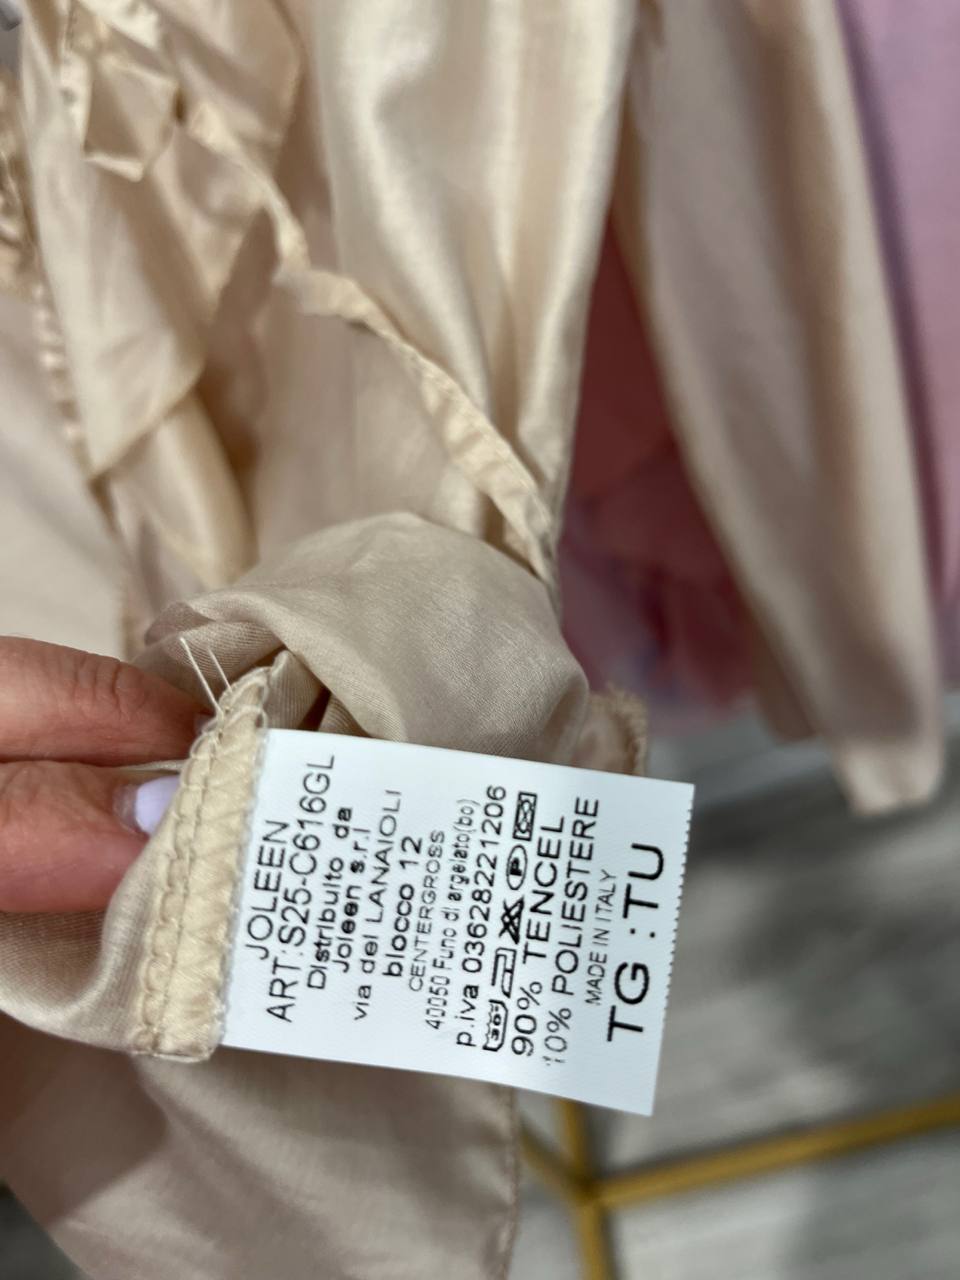 JOLEEN
ART:S25-C616GL
Distribuito da
Joleen s.r.l
via del LANAIOLI
blocco 12
CENTERGROSS
40050 Funo di argelato(bo)
p.iva 03628221206
30°
P
90% TENCEL
10% POLIESTERE
MADE IN ITALY
TG : TU